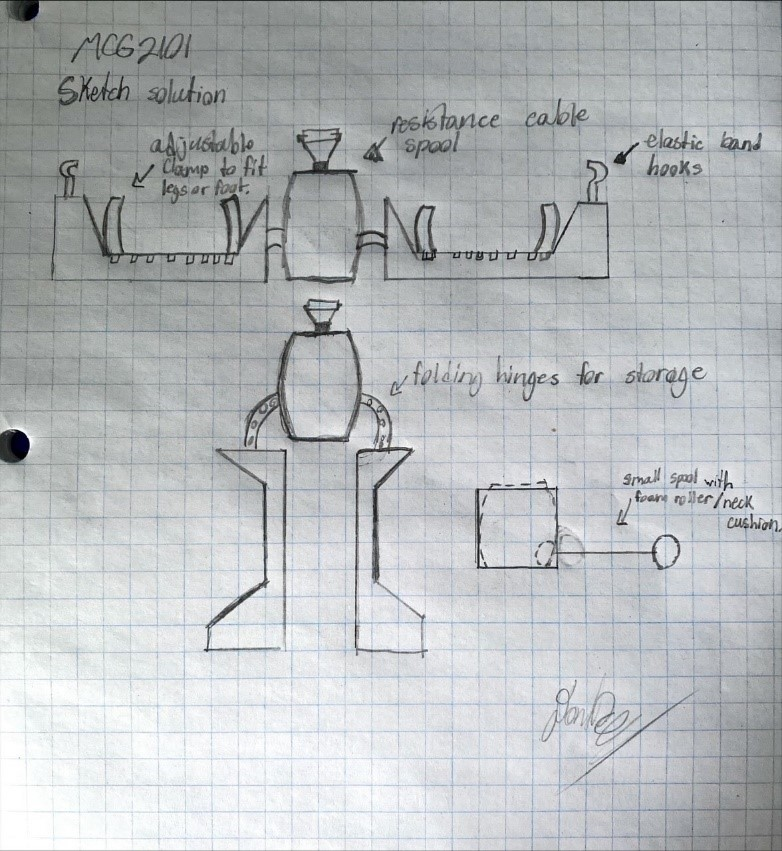 MCG2101
Sketch solution
adjustable
clamp to fit
legs or foot.
resistance cable
spool
elastic band
hooks
folding hinges for storage
small spool with
foam roller/neck
cushion.